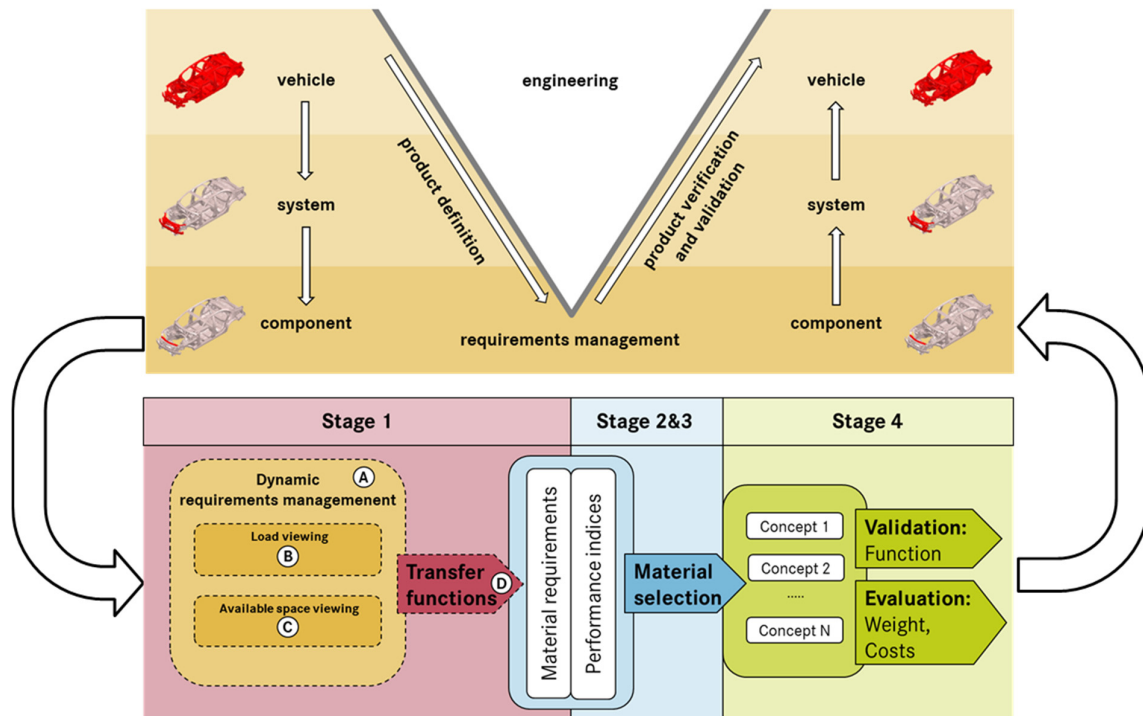 vehicle
system
component
product definition
engineering
requirements management
product verification
and validation
vehicle
system
component
Stage 1
Stage 2&3
Stage 4
Dynamic
requirements managemenent
A
Load viewing
B
Available space viewing
C
Transfer
functions
D
Material requirements
Performance indices
Material
selection
Concept 1
Concept 2
.....
Concept N
Validation:
Function
Evaluation:
Weight,
Costs